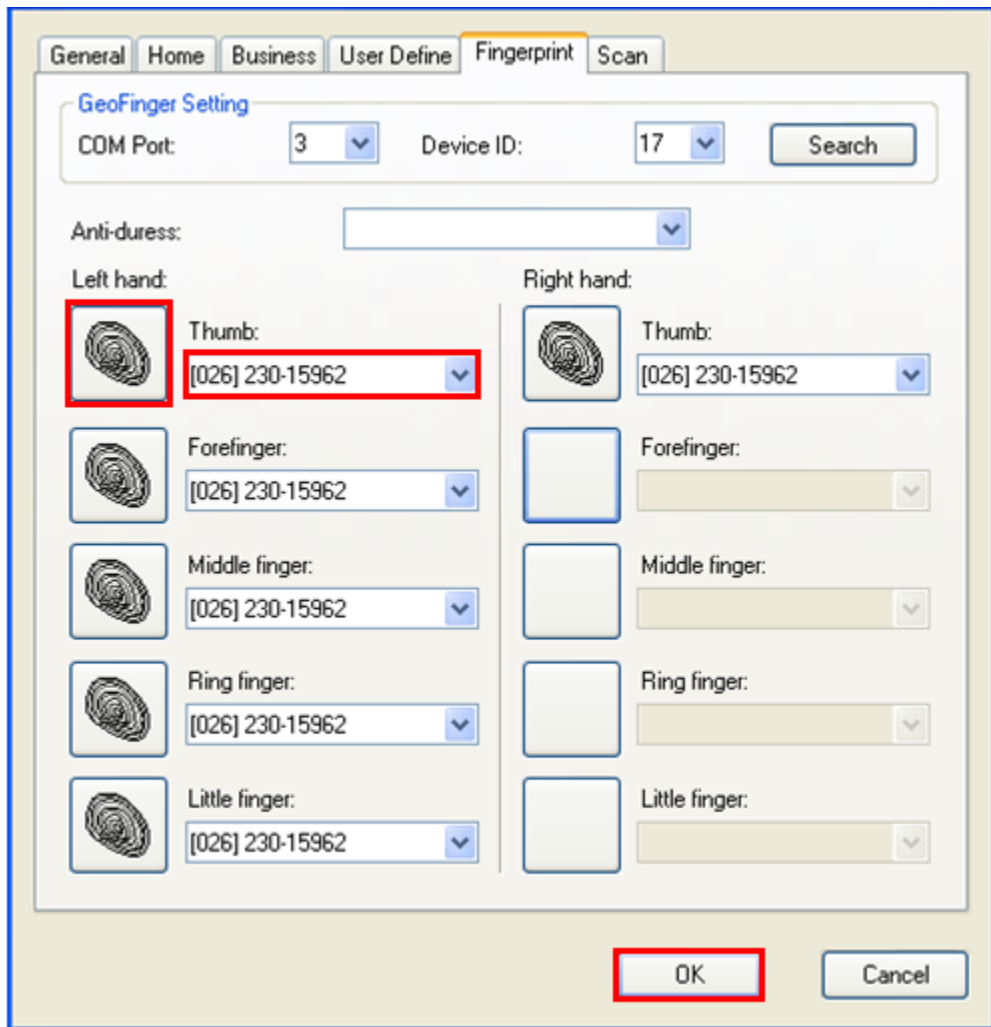 General Home Business User Define Fingerprint Scan
GeoFinger Setting
COM Port: 3 Device ID: 17 Search
Anti-duress:
Left hand: Right hand:
Thumb: Thumb:
[026] 230-15962 [026] 230-15962
Forefinger: Forefinger:
[026] 230-15962
Middle finger: Middle finger:
[026] 230-15962
Ring finger: Ring finger:
[026] 230-15962
Little finger: Little finger:
[026] 230-15962
OK Cancel